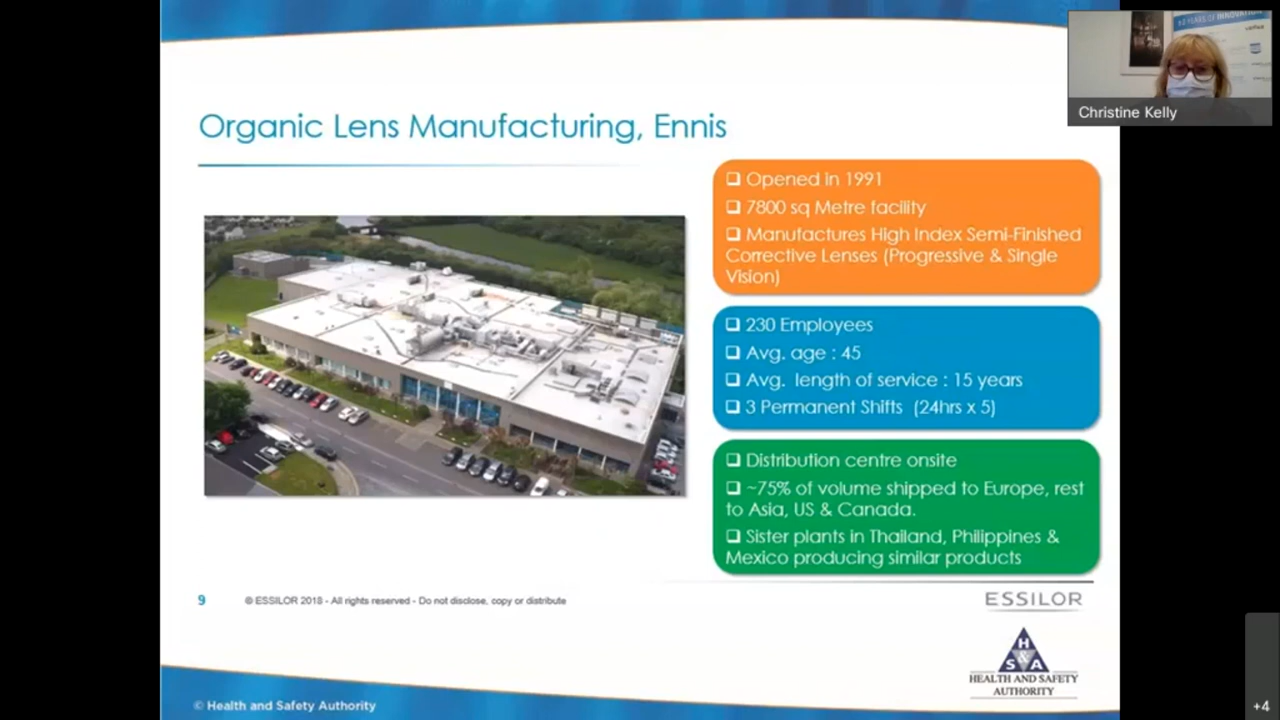 Organic Lens Manufacturing, Ennis
❑ Opened in 1991
❑ 7800 sq Metre facility
❑ Manufactures High Index Semi-Finished
Corrective Lenses (Progressive & Single
Vision)
❑ 230 Employees
❑ Avg. age : 45
❑ Avg. length of service : 15 years
❑ 3 Permanent Shifts (24hrs x 5)
❑ Distribution centre onsite
❑ ~75% of volume shipped to Europe, rest
to Asia, US & Canada.
❑ Sister plants in Thailand, Philippines &
Mexico producing similar products
9
© ESSILOR 2018 - All rights reserved - Do not disclose, copy or distribute
ESSILOR
H
&
S A
HEALTH AND SAFETY
AUTHORITY
© Health and Safety Authority
Christine Kelly
+4